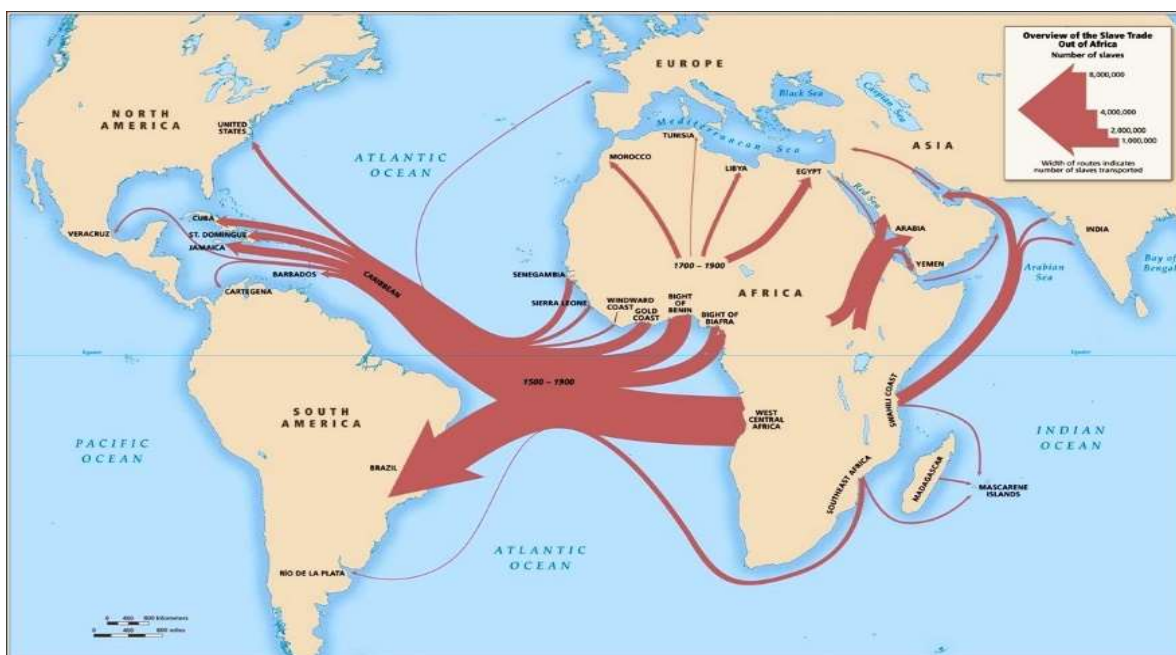 Overview of the Slave Trade
Out of Africa
Number of slaves
8,000,000
4,000,000
2,000,000
1,000,000
Width of routes indicates
number of slaves transported
EUROPE
NORTH
AMERICA
UNITED
STATES
ATLANTIC
OCEAN
Black Sea
Caspian Sea
Mediterranean Sea
ASIA
TUNISIA
MOROCCO
LIBYA
EGYPT
Red Sea
CUBA
VERACRUZ
ST. DOMINGUE
JAMAICA
ARABIA
INDIA
BARBADOS
CARIBBEAN
CARTEGENA
SENEGAMBIA
1700 – 1900
YEMEN
Arabian
Sea
Bay of
Bengal
SIERRA LEONE
WINDWARD
COAST
GOLD
COAST
BIGHT
OF
BENIN
BIGHT OF
BIAFRA
AFRICA
Equator
Equator
1500 – 1900
SOUTH
AMERICA
WEST
CENTRAL
AFRICA
SWAHILI COAST
INDIAN
OCEAN
PACIFIC
OCEAN
BRAZIL
SOUTHEAST AFRICA
MADAGASCAR
MASCARENE
ISLANDS
ATLANTIC
OCEAN
RÍO DE LA PLATA